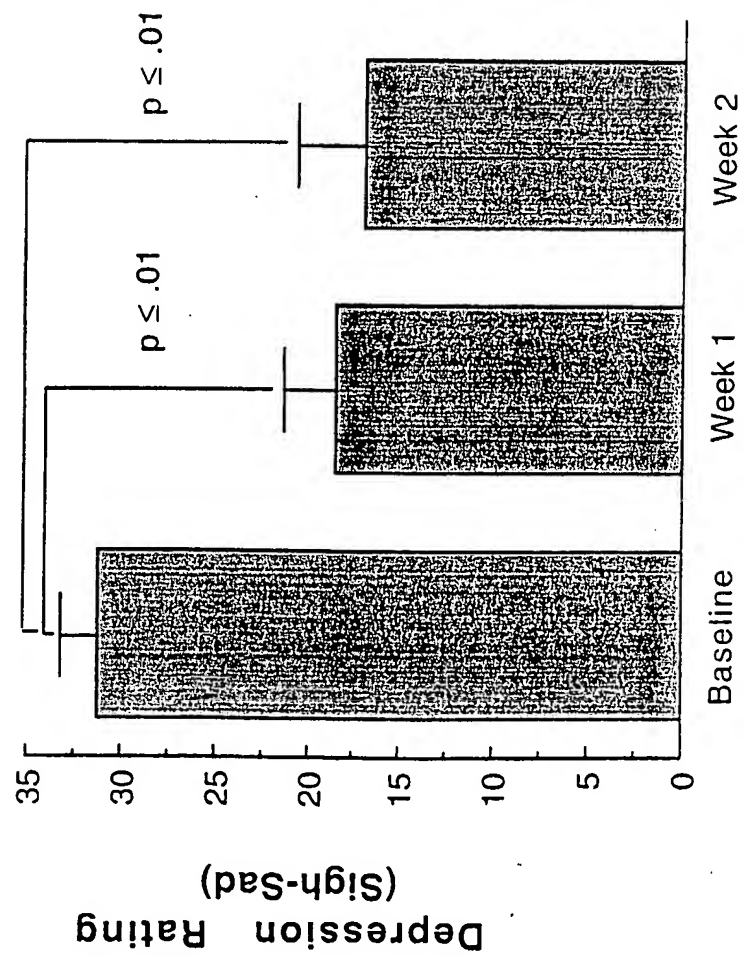 Depression Rating
(Sigh-Sad)
35
30
25
20
15
10
5
0
p ≤ .01
p ≤ .01
Baseline
Week 1
Week 2